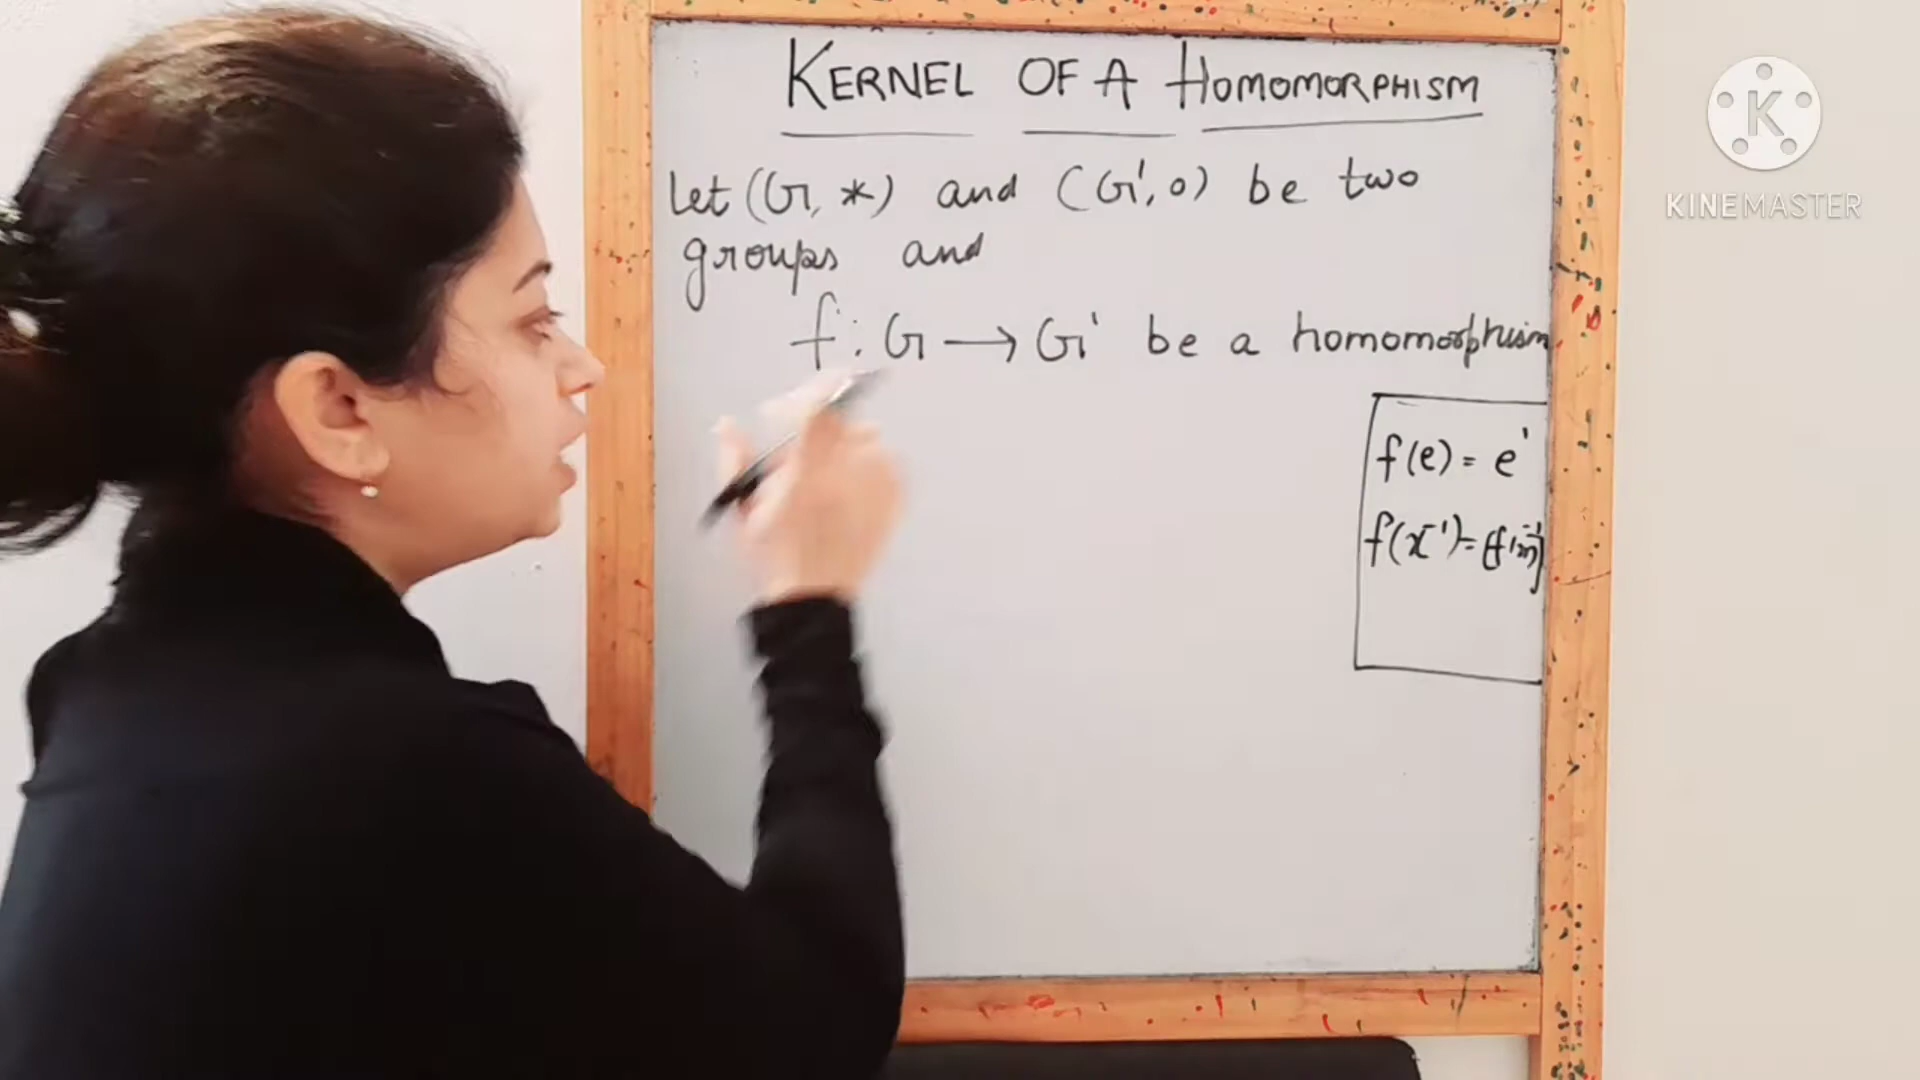 KERNEL OF A HOMOMORPHISM
Let (G, *) and (G', o) be two
groups and
f : G → G' be a homomorphism
f(e) = e'
f(x⁻¹) = [f(x)]⁻¹
K
KINEMASTER